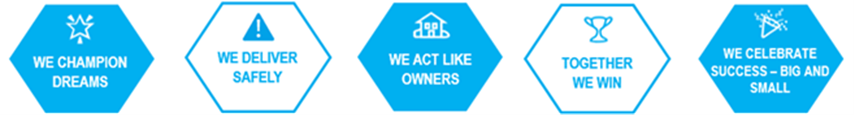 WE CHAMPION
DREAMS
WE DELIVER
SAFELY
WE ACT LIKE
OWNERS
TOGETHER
WE WIN
WE CELEBRATE
SUCCESS – BIG AND
SMALL